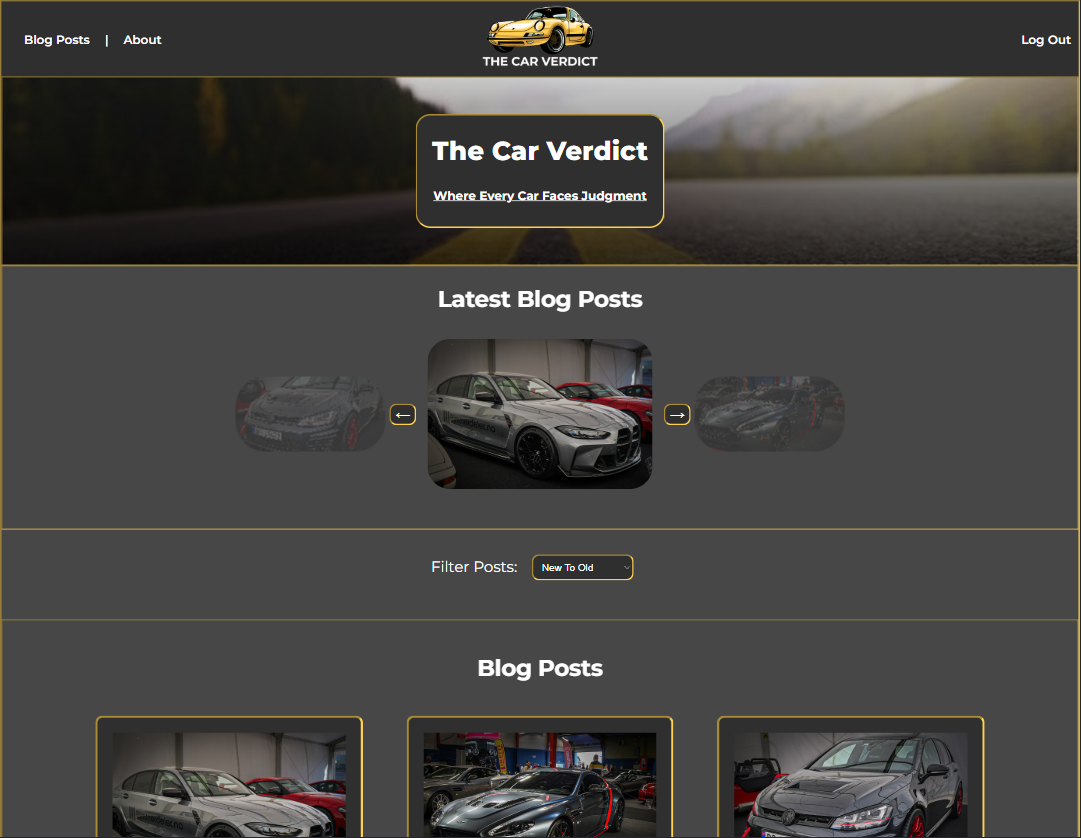 Blog Posts | About
THE CAR VERDICT
Log Out
The Car Verdict
Where Every Car Faces Judgment
Latest Blog Posts
←
→
Filter Posts: New To Old
Blog Posts